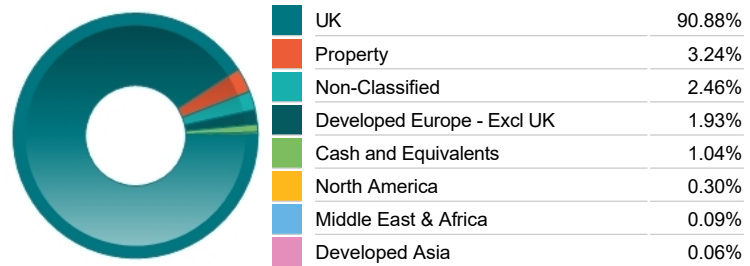 UK 90.88%
Property 3.24%
Non-Classified 2.46%
Developed Europe - Excl UK 1.93%
Cash and Equivalents 1.04%
North America 0.30%
Middle East & Africa 0.09%
Developed Asia 0.06%